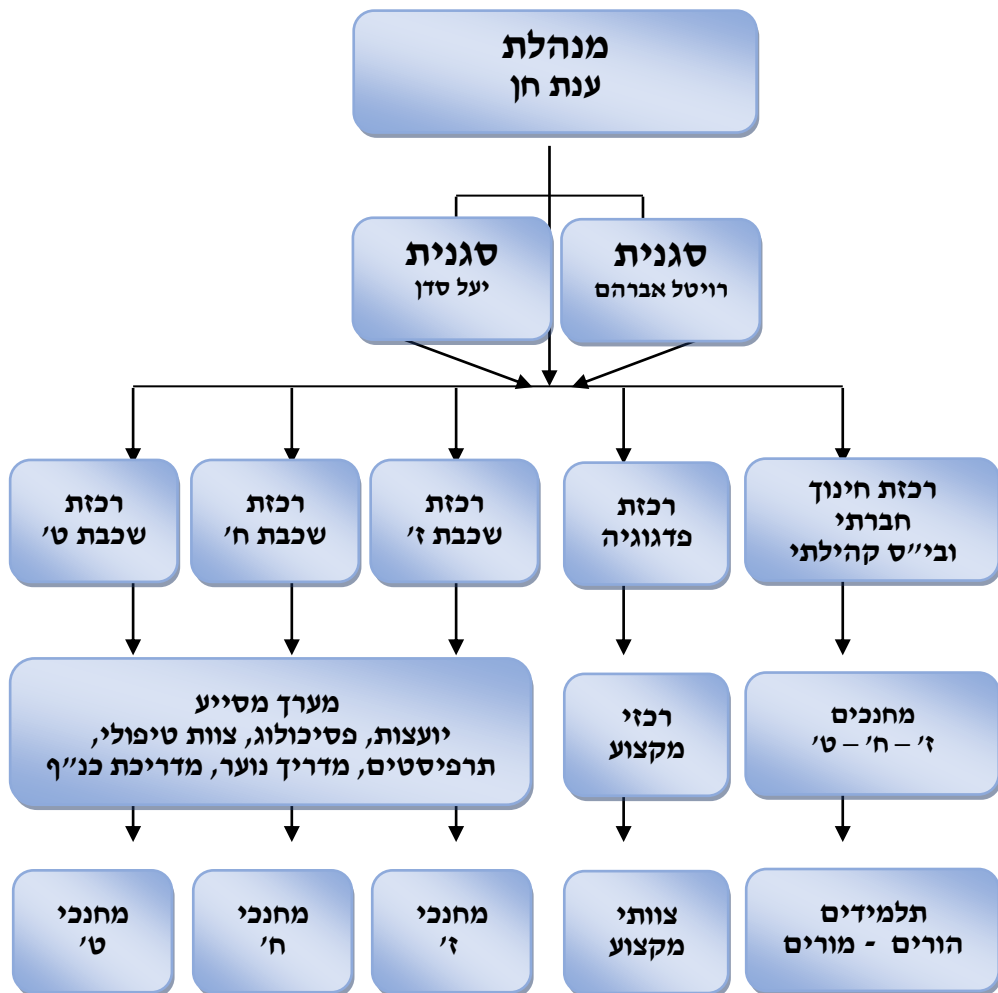 מנהלת
ענת חן
סגנית
רויטל אברהם
סגנית
יעל סדן
רכזת חינוך
חברתי
ובי״ס קהילתי
רכזת
פדגוגיה
רכזת
שכבת ז׳
רכזת
שכבת ח׳
רכזת
שכבת ט׳
מחנכים
ז׳ – ח׳ – ט׳
רכזי
מקצוע
מערך מסייע
יועצות, פסיכולוג, צוות טיפולי,
תרפיסטים, מדריך נוער, מדריכת כנ״ף
תלמידים
הורים - מורים
צוותי
מקצוע
מחנכי
ז׳
מחנכי
ח׳
מחנכי
ט׳